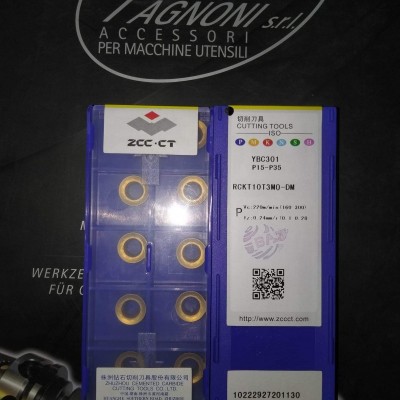 PAGNONI s.r.l.
ACCESSORI
PER MACCHINE UTENSILI
ZCC·CT
切削刀具
CUTTING TOOLS
ISO
P M K N S H
YBC301
P15-P35
RCKT10T3MO-DM
P
http://www.zccct.com
WERKZE
FÜR
株洲钻石切削刀具股份有限公司
ZHUZHOU CEMENTED CARBIDE
CUTTING TOOLS CO., LTD.
10222927201130